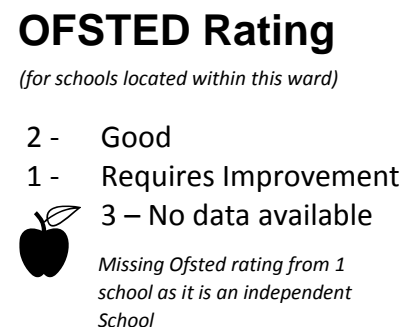 OFSTED Rating
(for schools located within this ward)
2 - Good
1 - Requires Improvement
3 – No data available
Missing Ofsted rating from 1
school as it is an independent
School